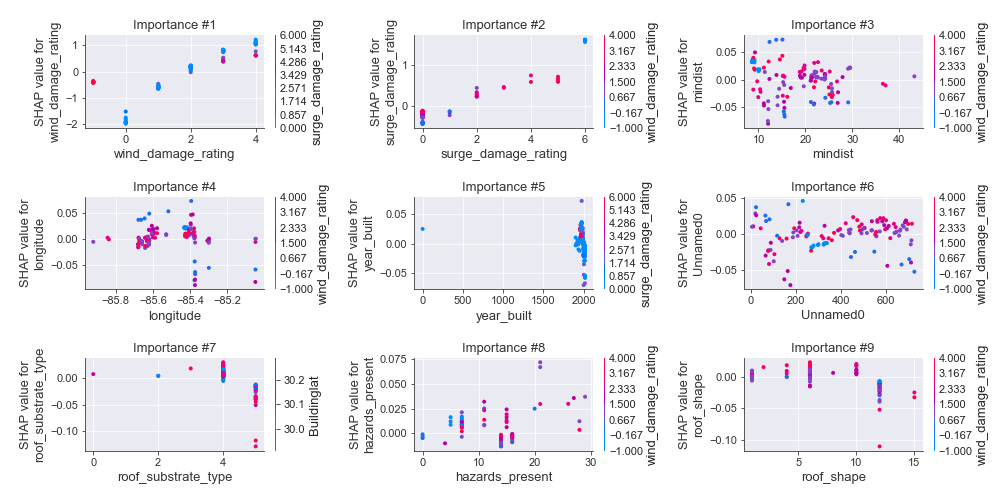 Importance #1
SHAP value for
wind_damage_rating
1
0
−1
−2
0
2
4
wind_damage_rating
6.000
5.143
4.286
3.429
2.571
1.714
0.857
0.000
surge_damage_rating
Importance #2
SHAP value for
surge_damage_rating
1
0
0
2
4
6
surge_damage_rating
4.000
3.167
2.333
1.500
0.667
−0.167
−1.000
wind_damage_rating
Importance #3
SHAP value for
mindist
0.05
0.00
−0.05
10
20
30
40
mindist
4.000
3.167
2.333
1.500
0.667
−0.167
−1.000
wind_damage_rating
Importance #4
SHAP value for
longitude
0.05
0.00
−0.05
−85.8
−85.6
−85.4
−85.2
longitude
4.000
3.167
2.333
1.500
0.667
−0.167
−1.000
wind_damage_rating
Importance #5
SHAP value for
year_built
0.05
0.00
−0.05
0
500
1000
1500
2000
year_built
6.000
5.143
4.286
3.429
2.571
1.714
0.857
0.000
surge_damage_rating
Importance #6
SHAP value for
Unnamed0
0.05
0.00
−0.05
0
200
400
600
Unnamed0
4.000
3.167
2.333
1.500
0.667
−0.167
−1.000
wind_damage_rating
Importance #7
SHAP value for
roof_substrate_type
0.00
−0.05
−0.10
0
2
4
roof_substrate_type
30.2
30.1
30.0
Buildinglat
Importance #8
SHAP value for
hazards_present
0.075
0.050
0.025
0.000
0
10
20
30
hazards_present
4.000
3.167
2.333
1.500
0.667
−0.167
−1.000
wind_damage_rating
Importance #9
SHAP value for
roof_shape
0.00
−0.05
−0.10
5
10
15
roof_shape
4.000
3.167
2.333
1.500
0.667
−0.167
−1.000
wind_damage_rating